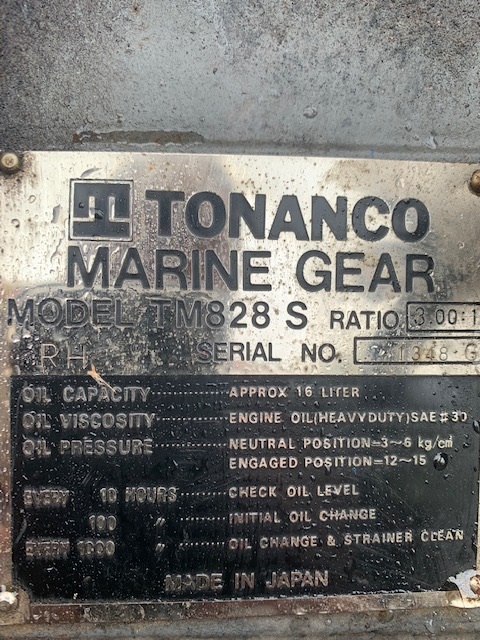 TONANCO
MARINE GEAR
MODEL TM828 S RATIO 3.00:1
RH SERIAL NO.
OIL CAPACITY ············ APPROX 16 LITER
OIL VISCOSITY ············ ENGINE OIL(HEAVYDUTY)SAE#30
OIL PRESSURE ············ NEUTRAL POSITION=3~6 kg/cm²
ENGAGED POSITION=12~15 〃
EVERY 10 HOURS ········ CHECK OIL LEVEL
100 〃 ············ INITIAL OIL CHANGE
EVERY 1000 〃 ············ OIL CHANGE & STRAINER CLEAN
MADE IN JAPAN